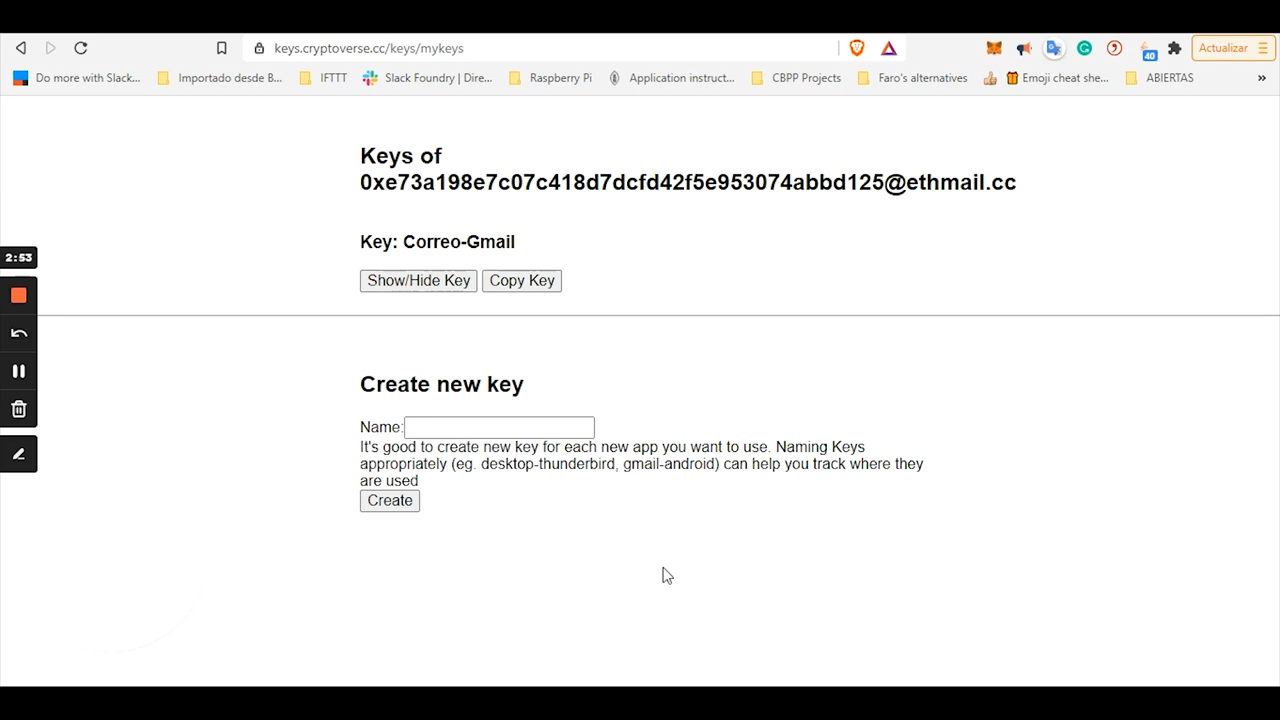 keys.cryptoverse.cc/keys/mykeys
40
Actualizar
Do more with Slack... Importado desde B... IFTTT Slack Foundry | Dire... Raspberry Pi Application instruct... CBPP Projects Faro's alternatives Emoji cheat she... ABIERTAS »
Keys of
0xe73a198e7c07c418d7dcfd42f5e953074abbd125@ethmail.cc
Key: Correo-Gmail
2:53
Show/Hide Key Copy Key
Create new key
Name:
It's good to create new key for each new app you want to use. Naming Keys
appropriately (eg. desktop-thunderbird, gmail-android) can help you track where they
are used
Create